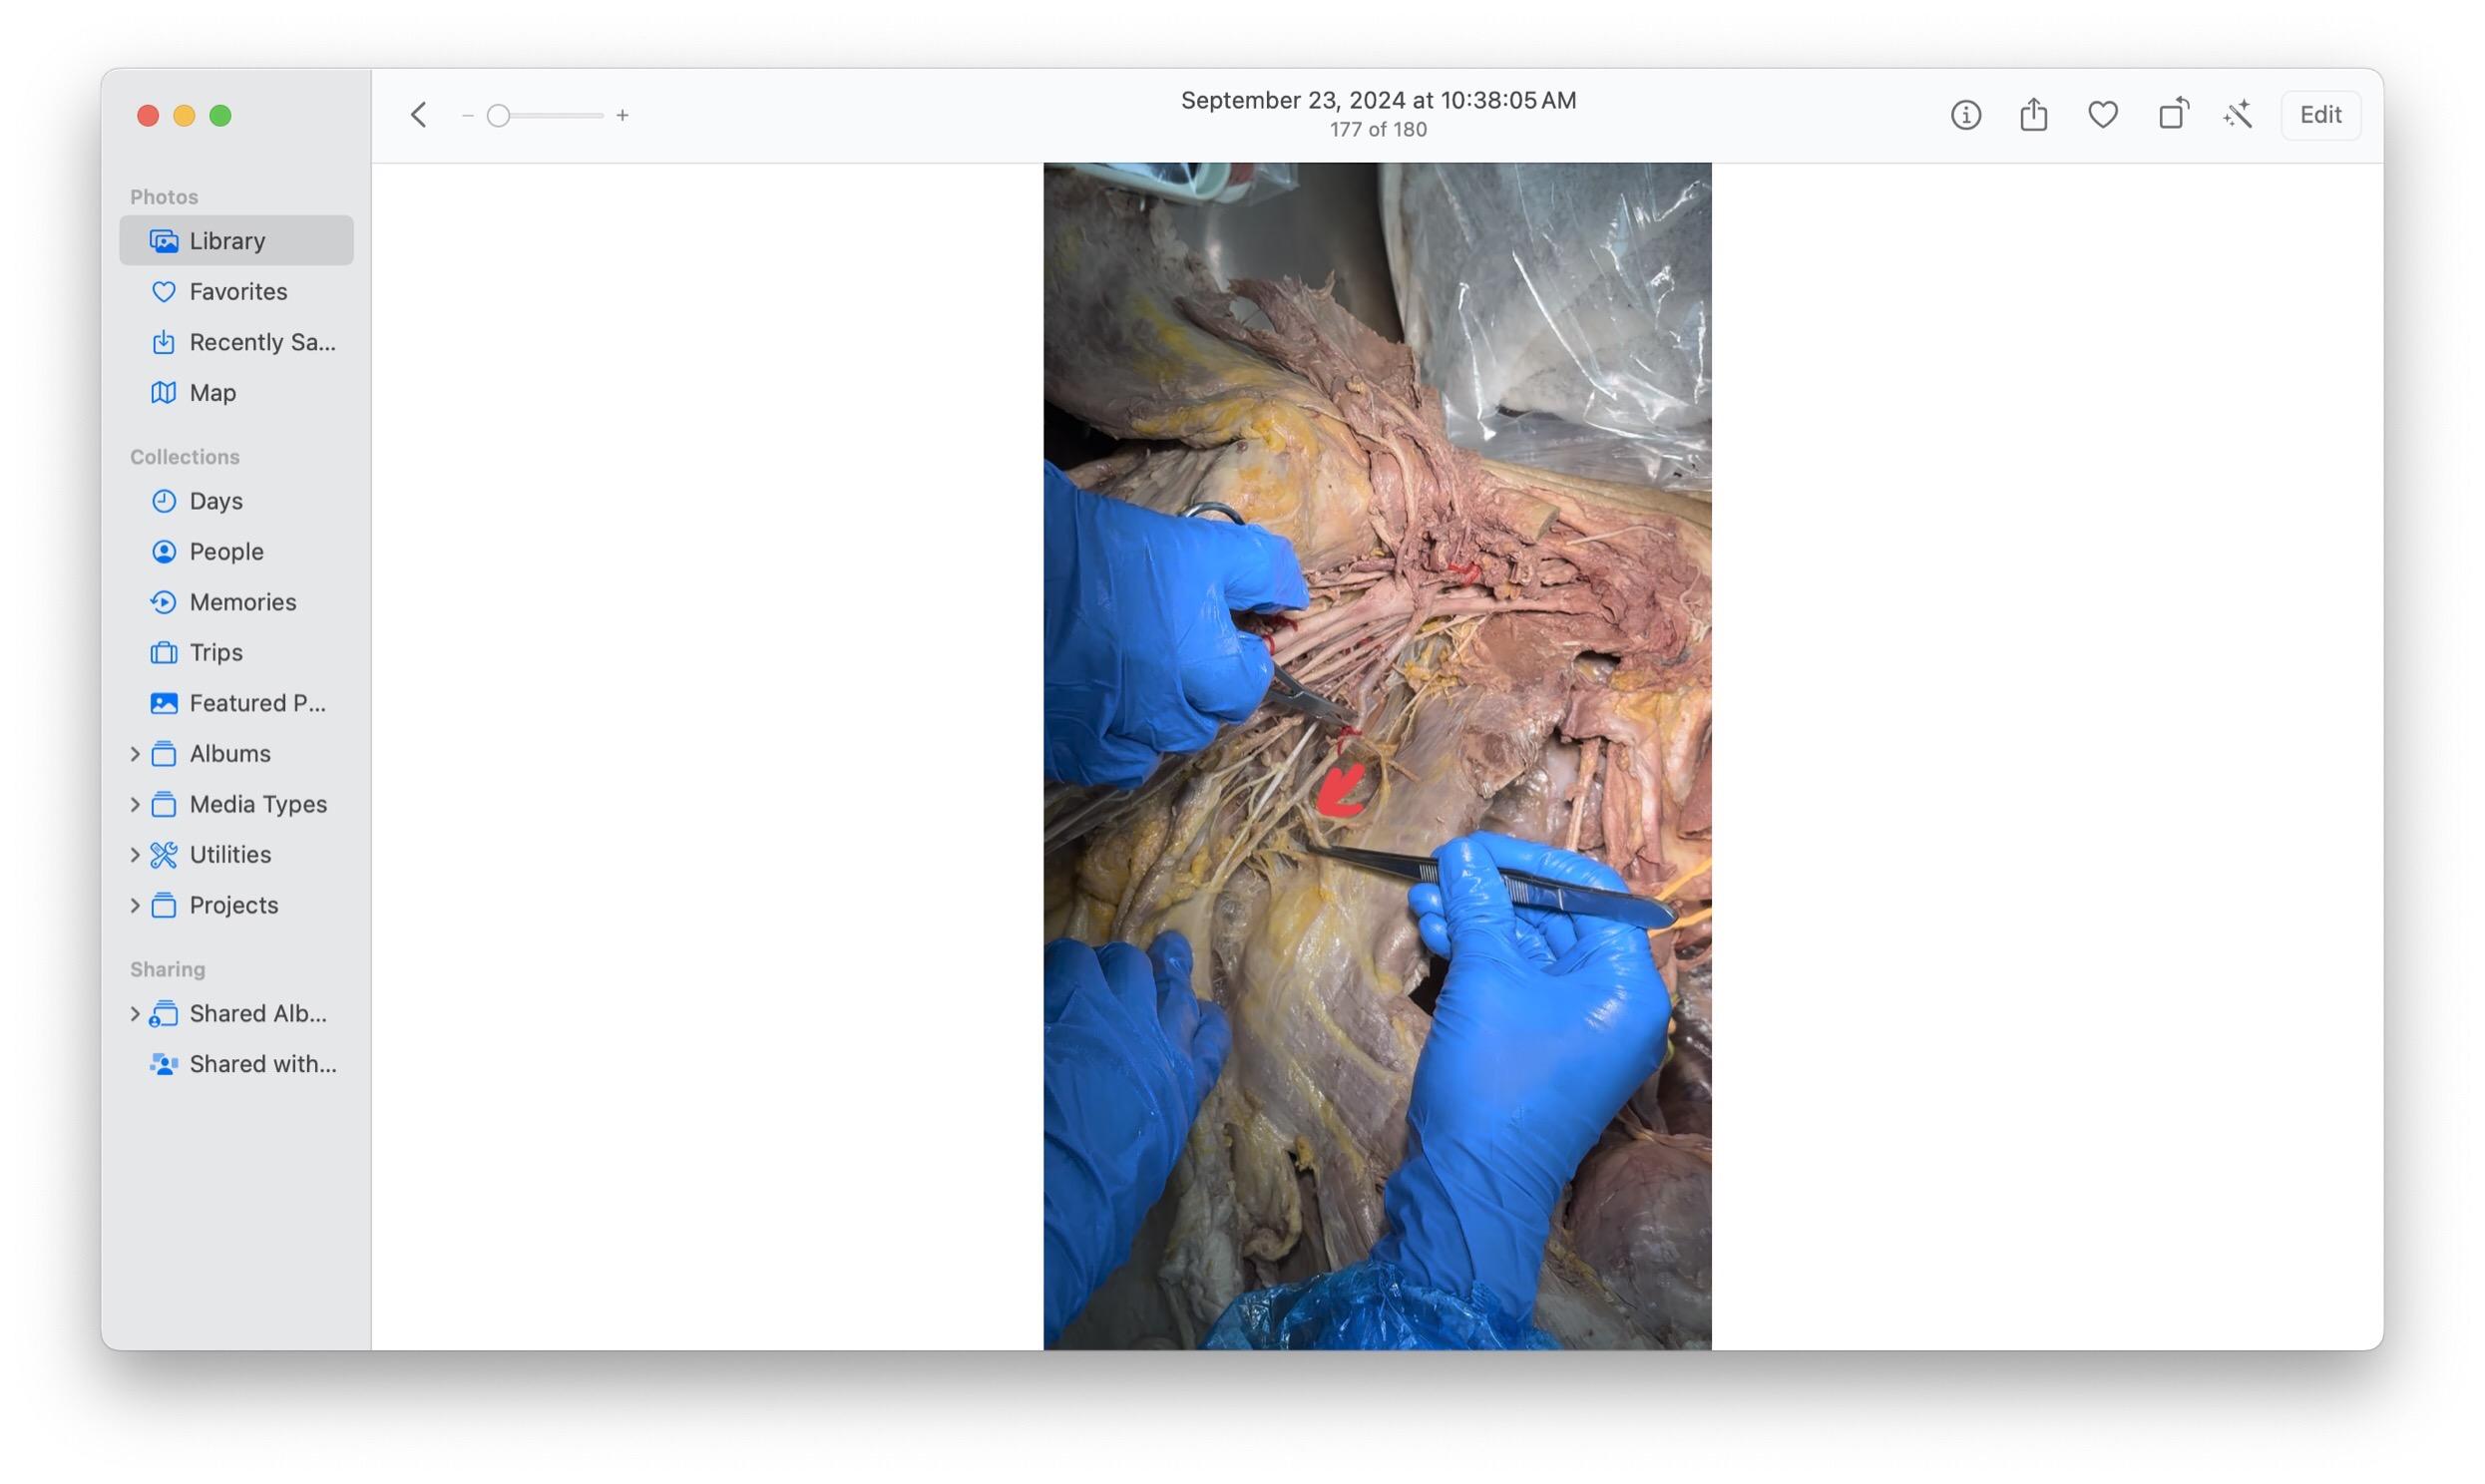 September 23, 2024 at 10:38:05 AM
177 of 180
Edit
Photos
Library
Favorites
Recently Sa...
Map
Collections
Days
People
Memories
Trips
Featured P...
Albums
Media Types
Utilities
Projects
Sharing
Shared Alb...
Shared with...